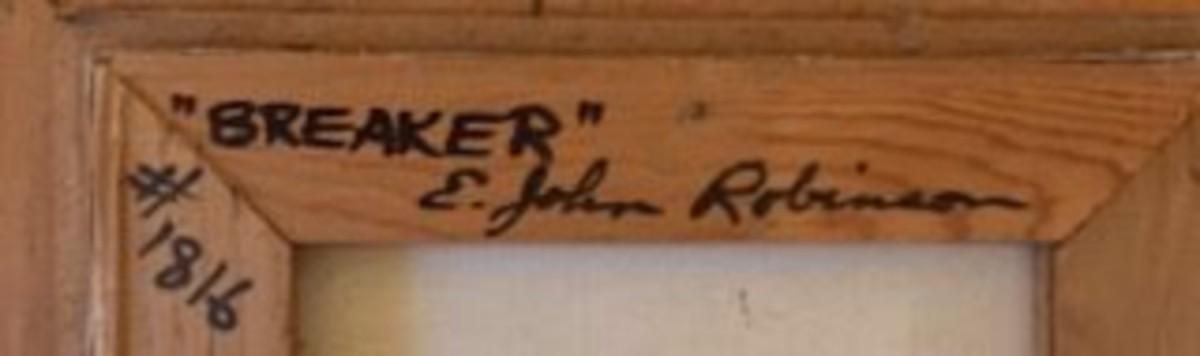 "BREAKER"
E. John Robinson
#
1816